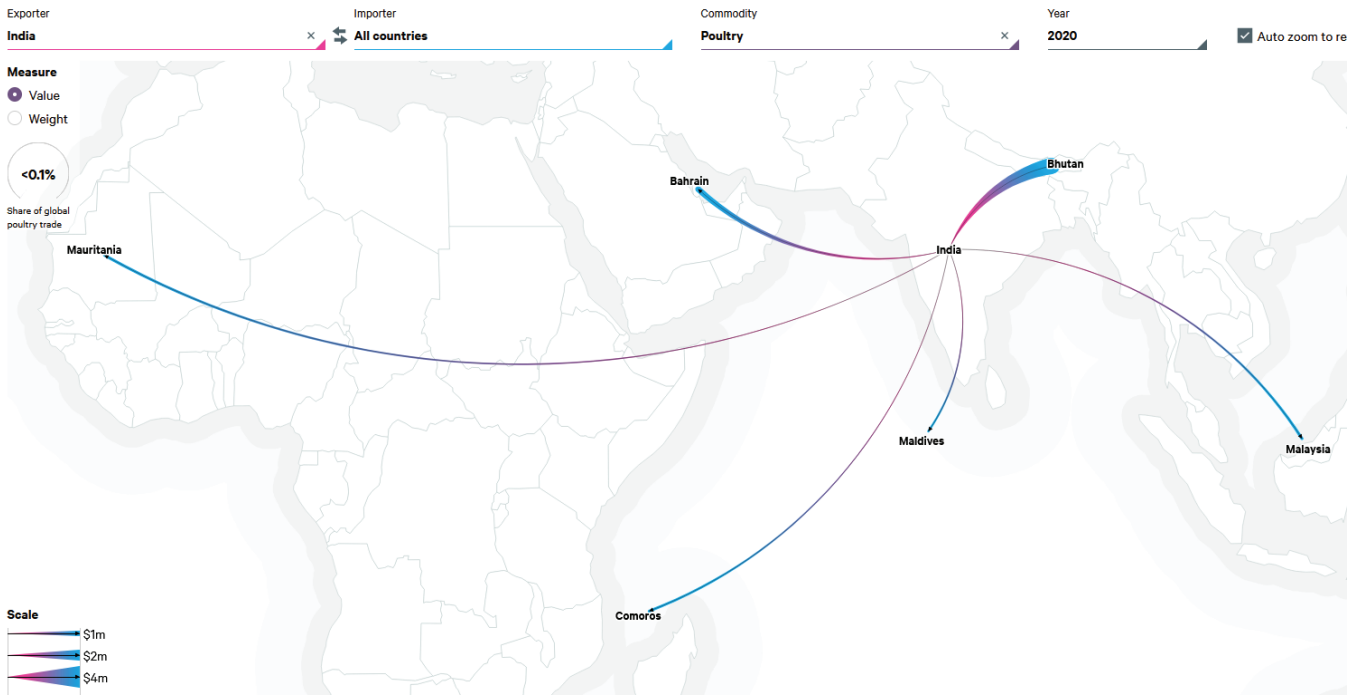 Exporter
India
Importer
All countries
Commodity
Poultry
Year
2020
Auto zoom to re
Measure
Value
Weight
<0.1%
Share of global
poultry trade
Bhutan
Bahrain
Mauritania
India
Maldives
Malaysia
Comoros
Scale
$1m
$2m
$4m